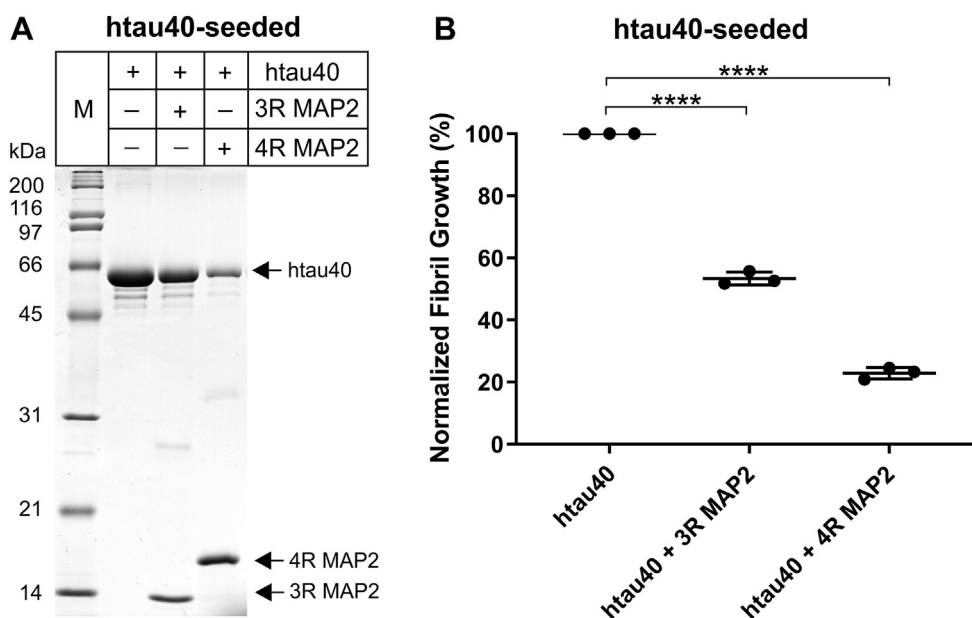 A htau40-seeded
M + + + htau40
− + − 3R MAP2
− − + 4R MAP2
kDa
200
116
97
66
45
31
21
14
htau40
4R MAP2
3R MAP2
B htau40-seeded
****
****
Normalized Fibril Growth (%)
100
80
60
40
20
0
htau40
htau40 + 3R MAP2
htau40 + 4R MAP2